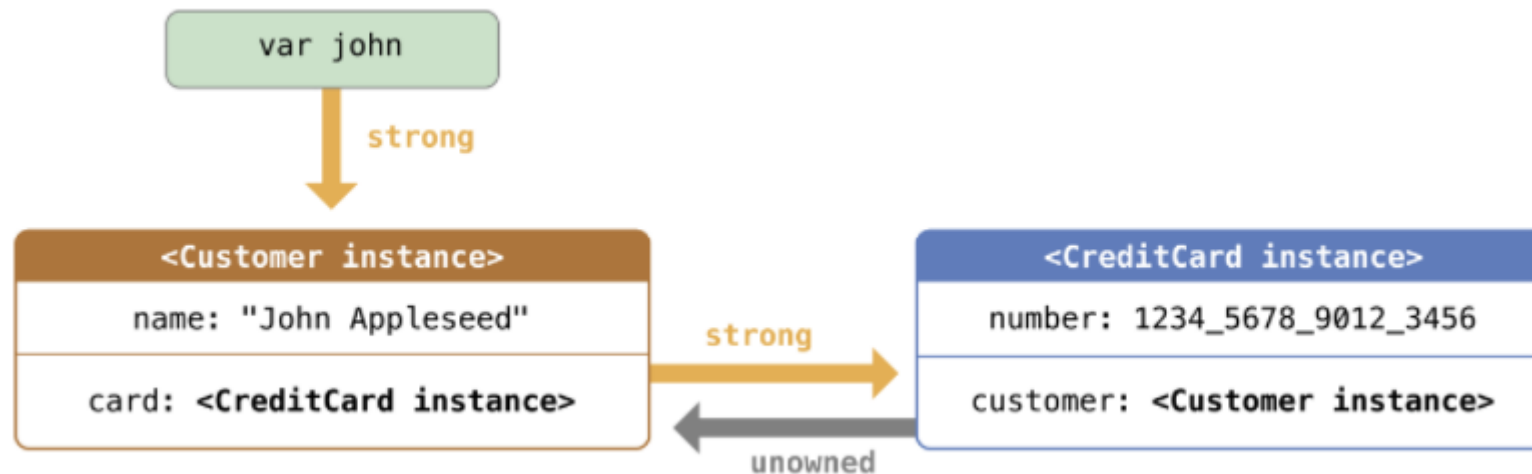 var john
strong
<Customer instance>
name: "John Appleseed"
card: <CreditCard instance>
strong
unowned
<CreditCard instance>
number: 1234_5678_9012_3456
customer: <Customer instance>